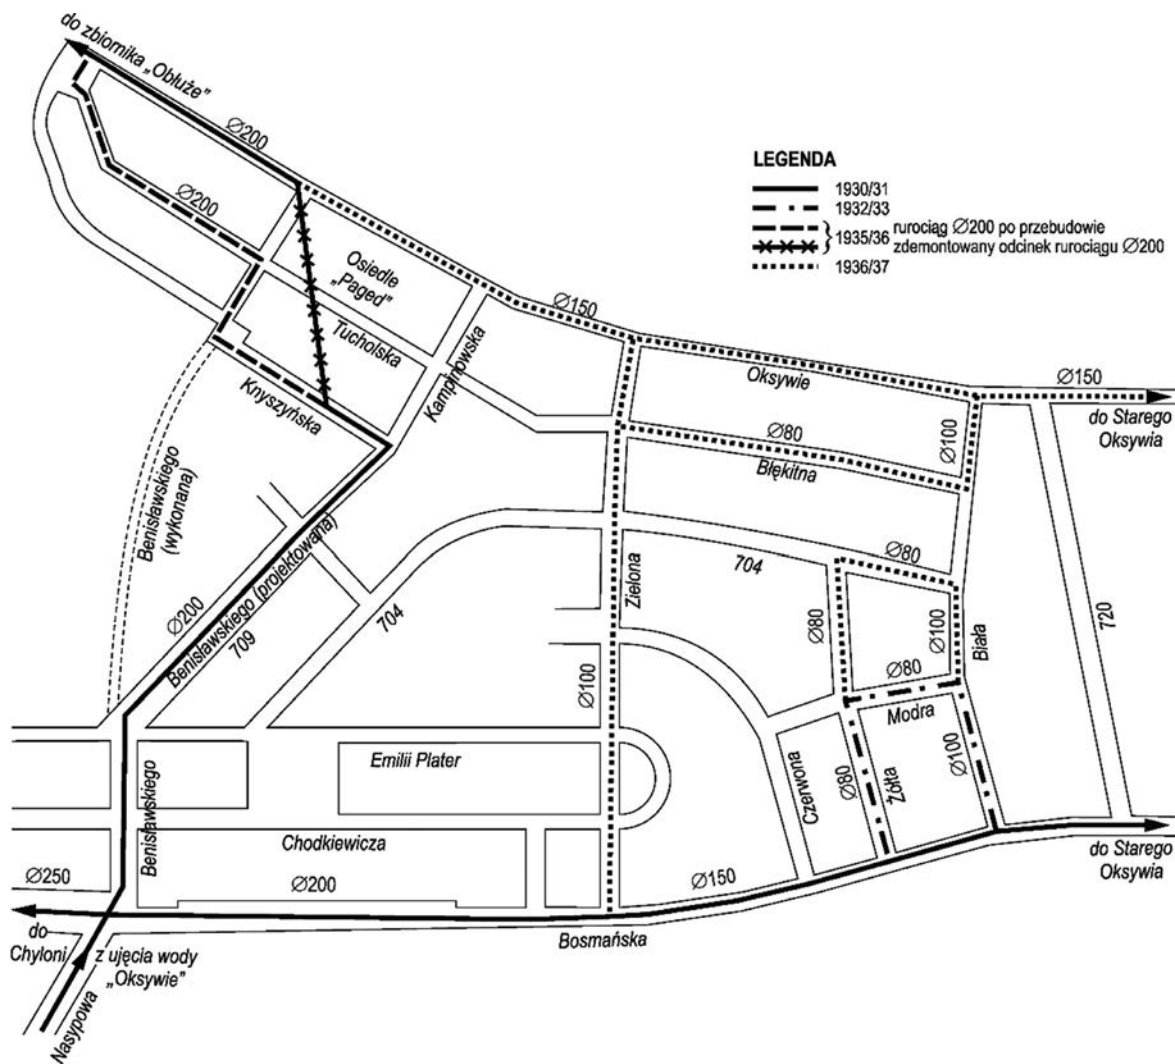 do zbiornika „Obłuże”
Ø200
Ø200
LEGENDA
1930/31
1932/33
1935/36
rurociąg Ø200 po przebudowie
zdemontowany odcinek rurociągu Ø200
1936/37
Osiedle
„Paged”
Tucholska
Kampinowska
Knyszyńska
Ø150
Oksywie
Ø150
do Starego
Oksywia
Ø80
Błękitna
Ø100
Benisławskiego
(wykonana)
Ø200
Benisławskiego (projektowana)
709
704
Zielona
Ø100
704
Ø80
Ø80
Ø100
Ø80
Biała
720
Modra
Czerwona
Ø80
Żółta
Ø100
Emilii Plater
Benisławskiego
Chodkiewicza
Ø250
Ø200
Ø150
do Starego
Oksywia
Bosmańska
do
Chyloni
z ujęcia wody
„Oksywie”
Nasypowa